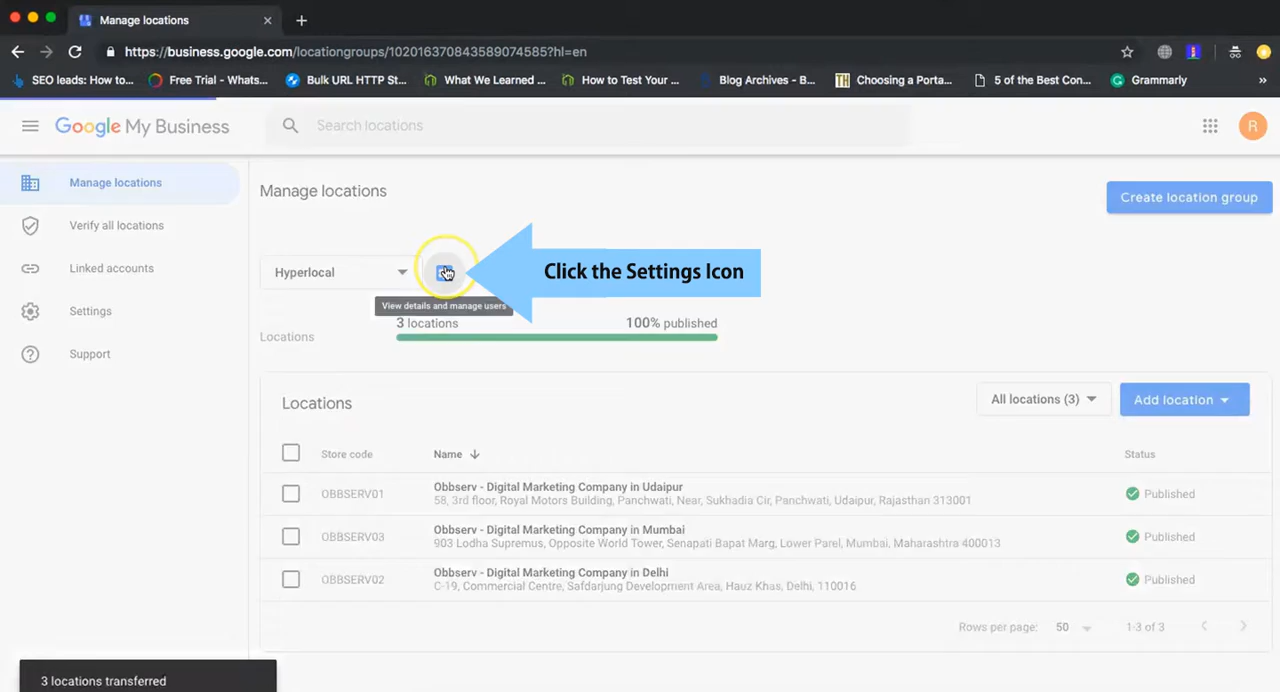 Manage locations
https://business.google.com/locationgroups/102016370843589074585?hl=en
SEO leads: How to...
Free Trial - Whats...
Bulk URL HTTP St...
What We Learned ...
How to Test Your ...
Blog Archives - B...
TH
Choosing a Porta...
5 of the Best Con...
Grammarly
»
Google My Business
Search locations
R
Manage locations
Verify all locations
Linked accounts
Settings
Support
Manage locations
Create location group
Hyperlocal
Click the Settings Icon
View details and manage users
3 locations
100% published
Locations
Locations
All locations (3)
Add location
Store code
Name
Status
OBBSERV01
Obbserv - Digital Marketing Company in Udaipur
58, 3rd floor, Royal Motors Building, Panchwati, Near, Sukhadia Cir, Panchwati, Udaipur, Rajasthan 313001
Published
OBBSERV03
Obbserv - Digital Marketing Company in Mumbai
903 Lodha Supremus, Opposite World Tower, Senapati Bapat Marg, Lower Parel, Mumbai, Maharashtra 400013
Published
OBBSERV02
Obbserv - Digital Marketing Company in Delhi
C-19, Commercial Centre, Safdarjung Development Area, Hauz Khas, Delhi, 110016
Published
Rows per page: 50
1-3 of 3
3 locations transferred